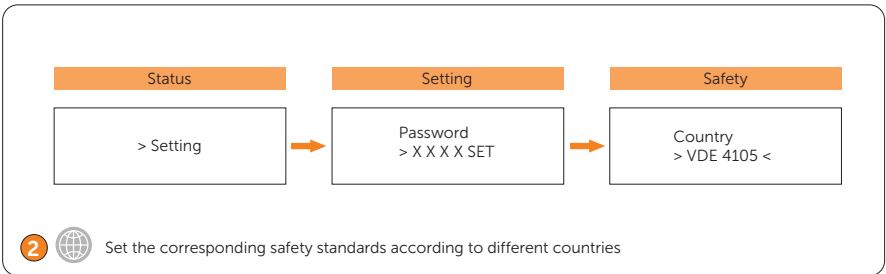 Status
Setting
Safety
> Setting
Password
> X X X X SET
Country
> VDE 4105 <
2
Set the corresponding safety standards according to different countries